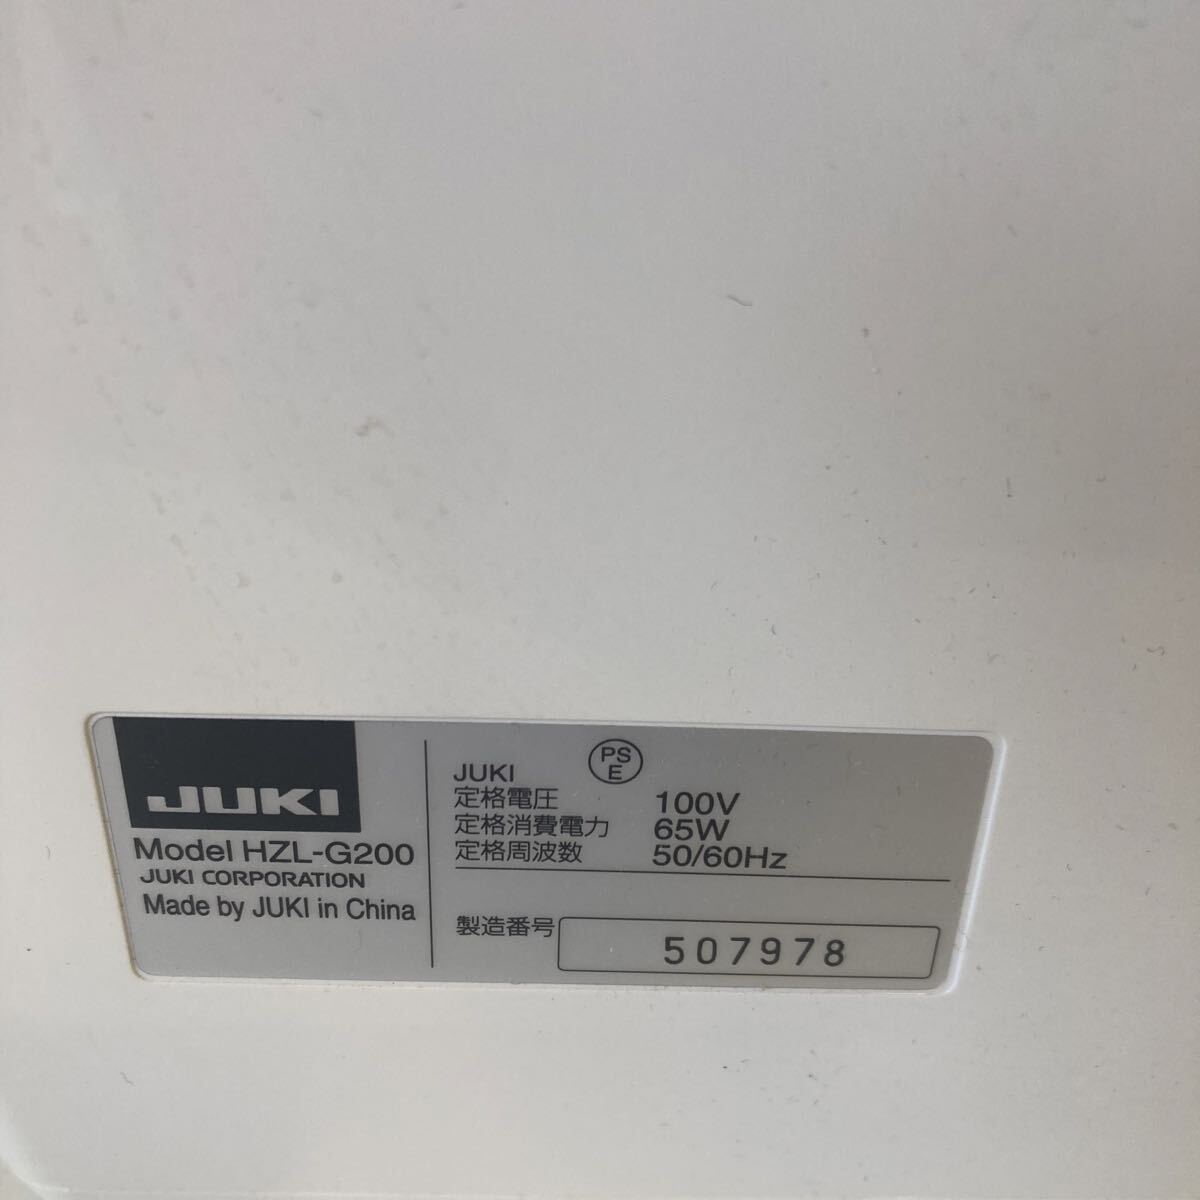 JUKI
Model HZL-G200
JUKI CORPORATION
Made by JUKI in China
JUKI
PS
E
定格電圧 100V
定格消費電力 65W
定格周波数 50/60Hz
製造番号 507978